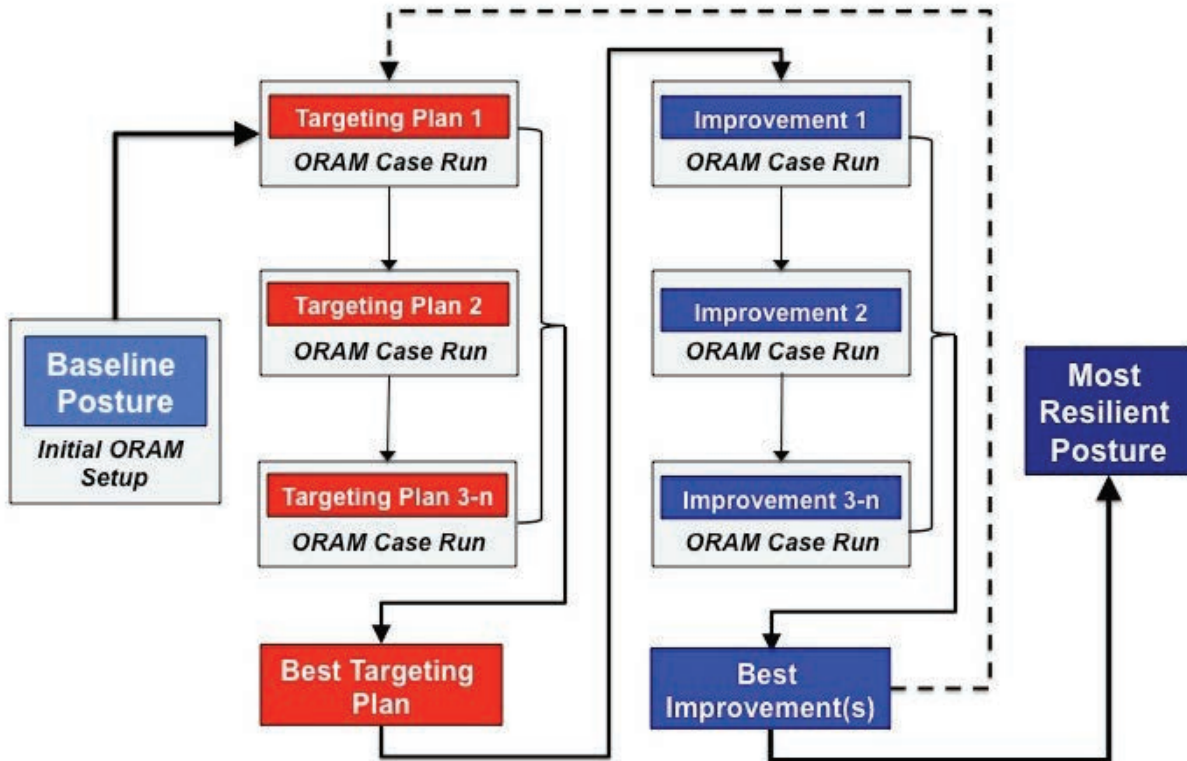 Baseline
Posture
Initial ORAM
Setup
Targeting Plan 1
ORAM Case Run
Targeting Plan 2
ORAM Case Run
Targeting Plan 3-n
ORAM Case Run
Best Targeting
Plan
Improvement 1
ORAM Case Run
Improvement 2
ORAM Case Run
Improvement 3-n
ORAM Case Run
Best
Improvement(s)
Most
Resilient
Posture